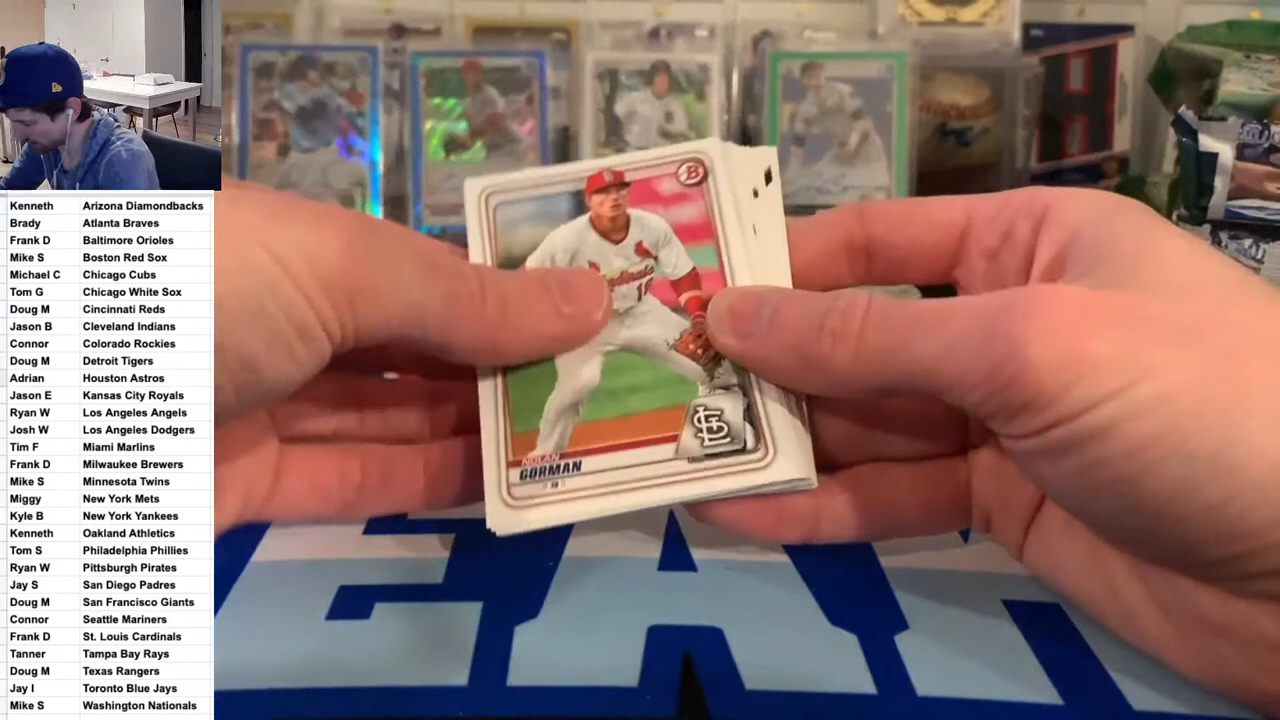 Kenneth Arizona Diamondbacks
Brady Atlanta Braves
Frank D Baltimore Orioles
Mike S Boston Red Sox
Michael C Chicago Cubs
Tom G Chicago White Sox
Doug M Cincinnati Reds
Jason B Cleveland Indians
Connor Colorado Rockies
Doug M Detroit Tigers
Adrian Houston Astros
Jason E Kansas City Royals
Ryan W Los Angeles Angels
Josh W Los Angeles Dodgers
Tim F Miami Marlins
Frank D Milwaukee Brewers
Mike S Minnesota Twins
Miggy New York Mets
Kyle B New York Yankees
Kenneth Oakland Athletics
Tom S Philadelphia Phillies
Ryan W Pittsburgh Pirates
Jay S San Diego Padres
Doug M San Francisco Giants
Connor Seattle Mariners
Frank D St. Louis Cardinals
Tanner Tampa Bay Rays
Doug M Texas Rangers
Jay I Toronto Blue Jays
Mike S Washington Nationals
B
STL
NOLAN
GORMAN
EA